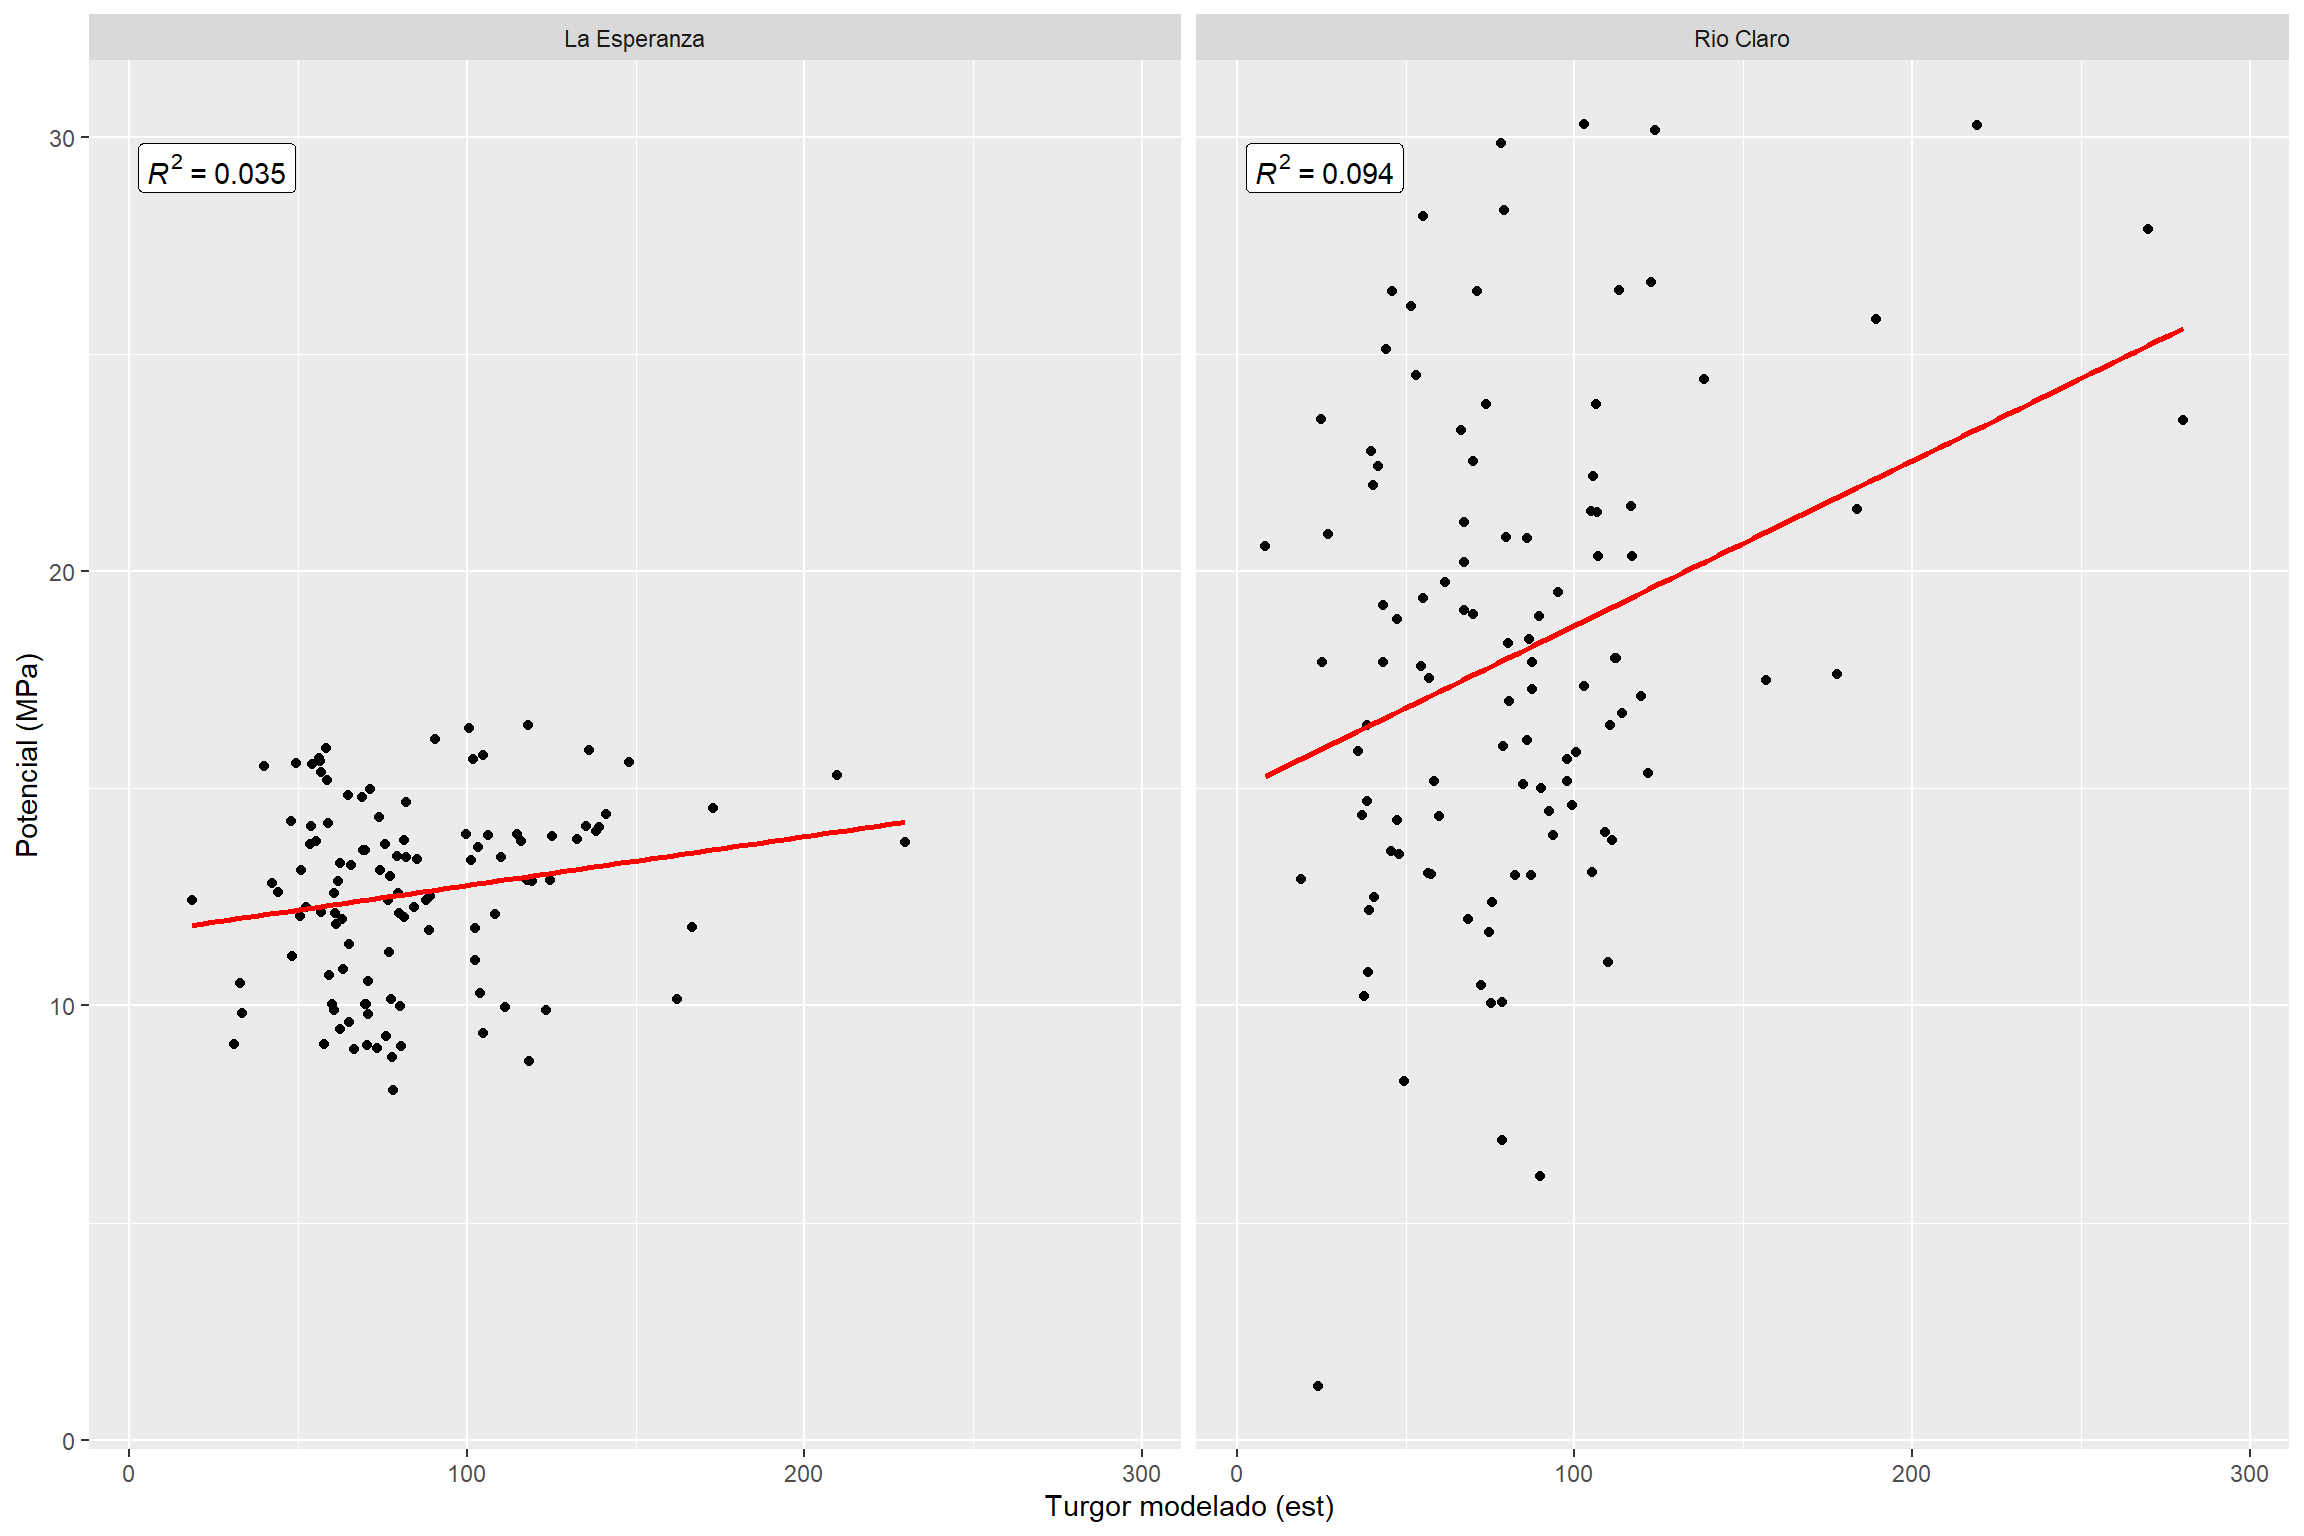 La Esperanza
Rio Claro
R² = 0.035
R² = 0.094
Potencial (MPa)
30
20
10
0
0 100 200 300
0 100 200 300
Turgor modelado (est)